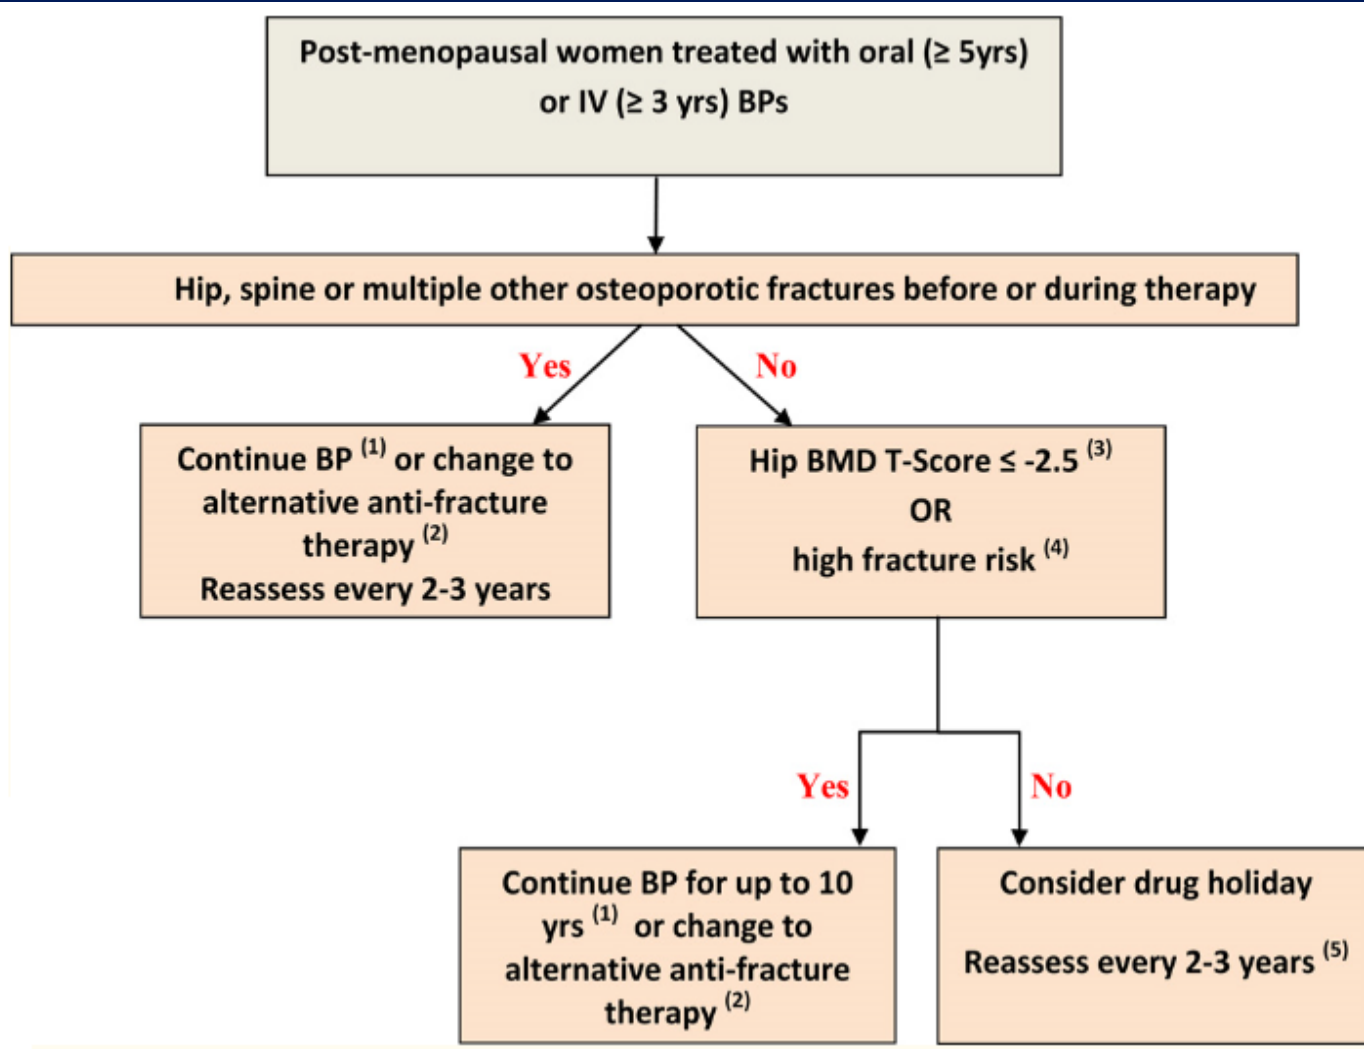 Post-menopausal women treated with oral (≥ 5yrs)
or IV (≥ 3 yrs) BPs
Hip, spine or multiple other osteoporotic fractures before or during therapy
Yes
No
Continue BP (1) or change to
alternative anti-fracture
therapy (2)
Reassess every 2-3 years
Hip BMD T-Score ≤ -2.5 (3)
OR
high fracture risk (4)
Yes
No
Continue BP for up to 10
yrs (1) or change to
alternative anti-fracture
therapy (2)
Consider drug holiday
Reassess every 2-3 years (5)